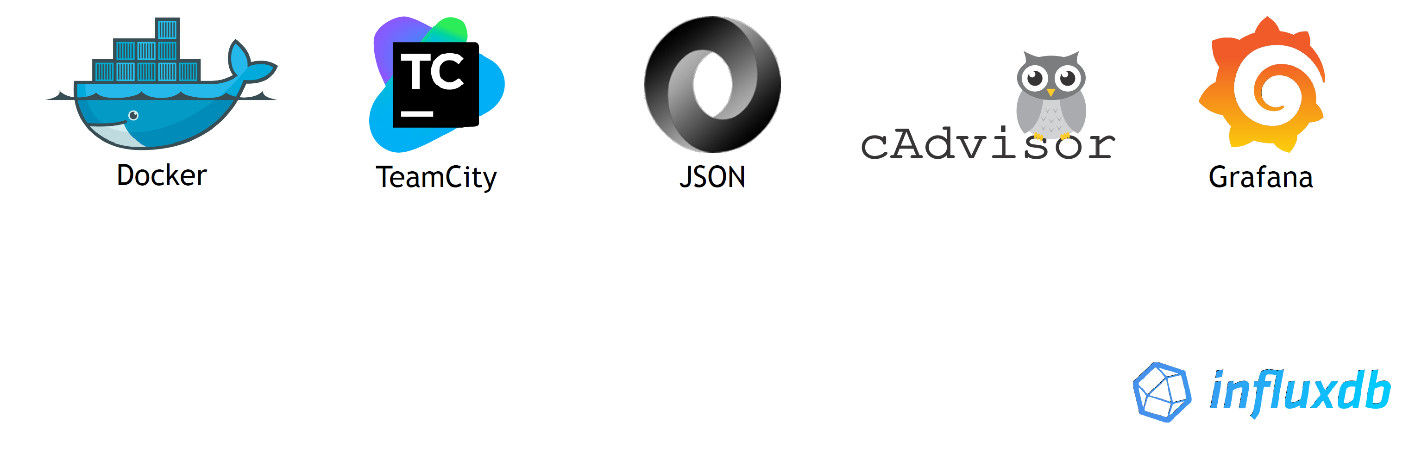 TC
Docker
TeamCity
JSON
cAdvisor
Grafana
influxdb